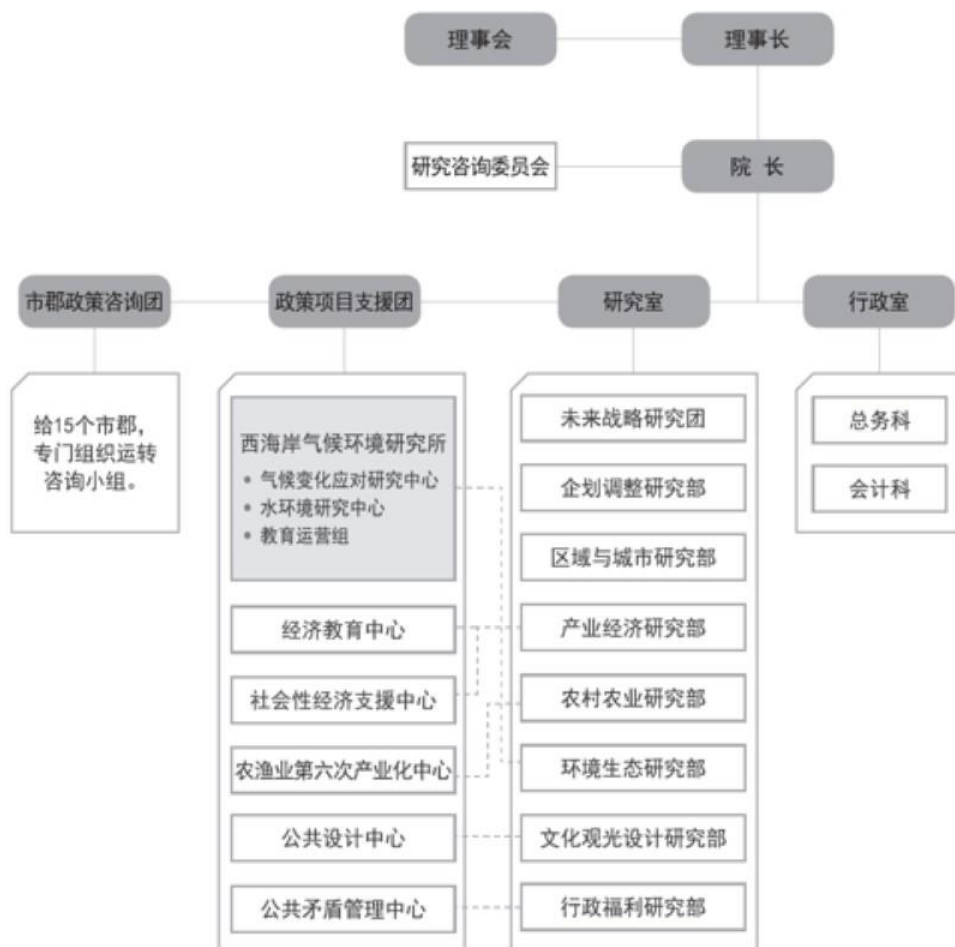 理事会
理事长
研究咨询委员会
院 长
市郡政策咨询团
政策项目支援团
研究室
行政室
给15个市郡，
专门组织运转
咨询小组。
西海岸气候环境研究所
• 气候变化应对研究中心
• 水环境研究中心
• 教育运营组
经济教育中心
社会性经济支援中心
农渔业第六次产业化中心
公共设计中心
公共矛盾管理中心
未来战略研究团
企划调整研究部
区域与城市研究部
产业经济研究部
农村农业研究部
环境生态研究部
文化观光设计研究部
行政福利研究部
总务科
会计科